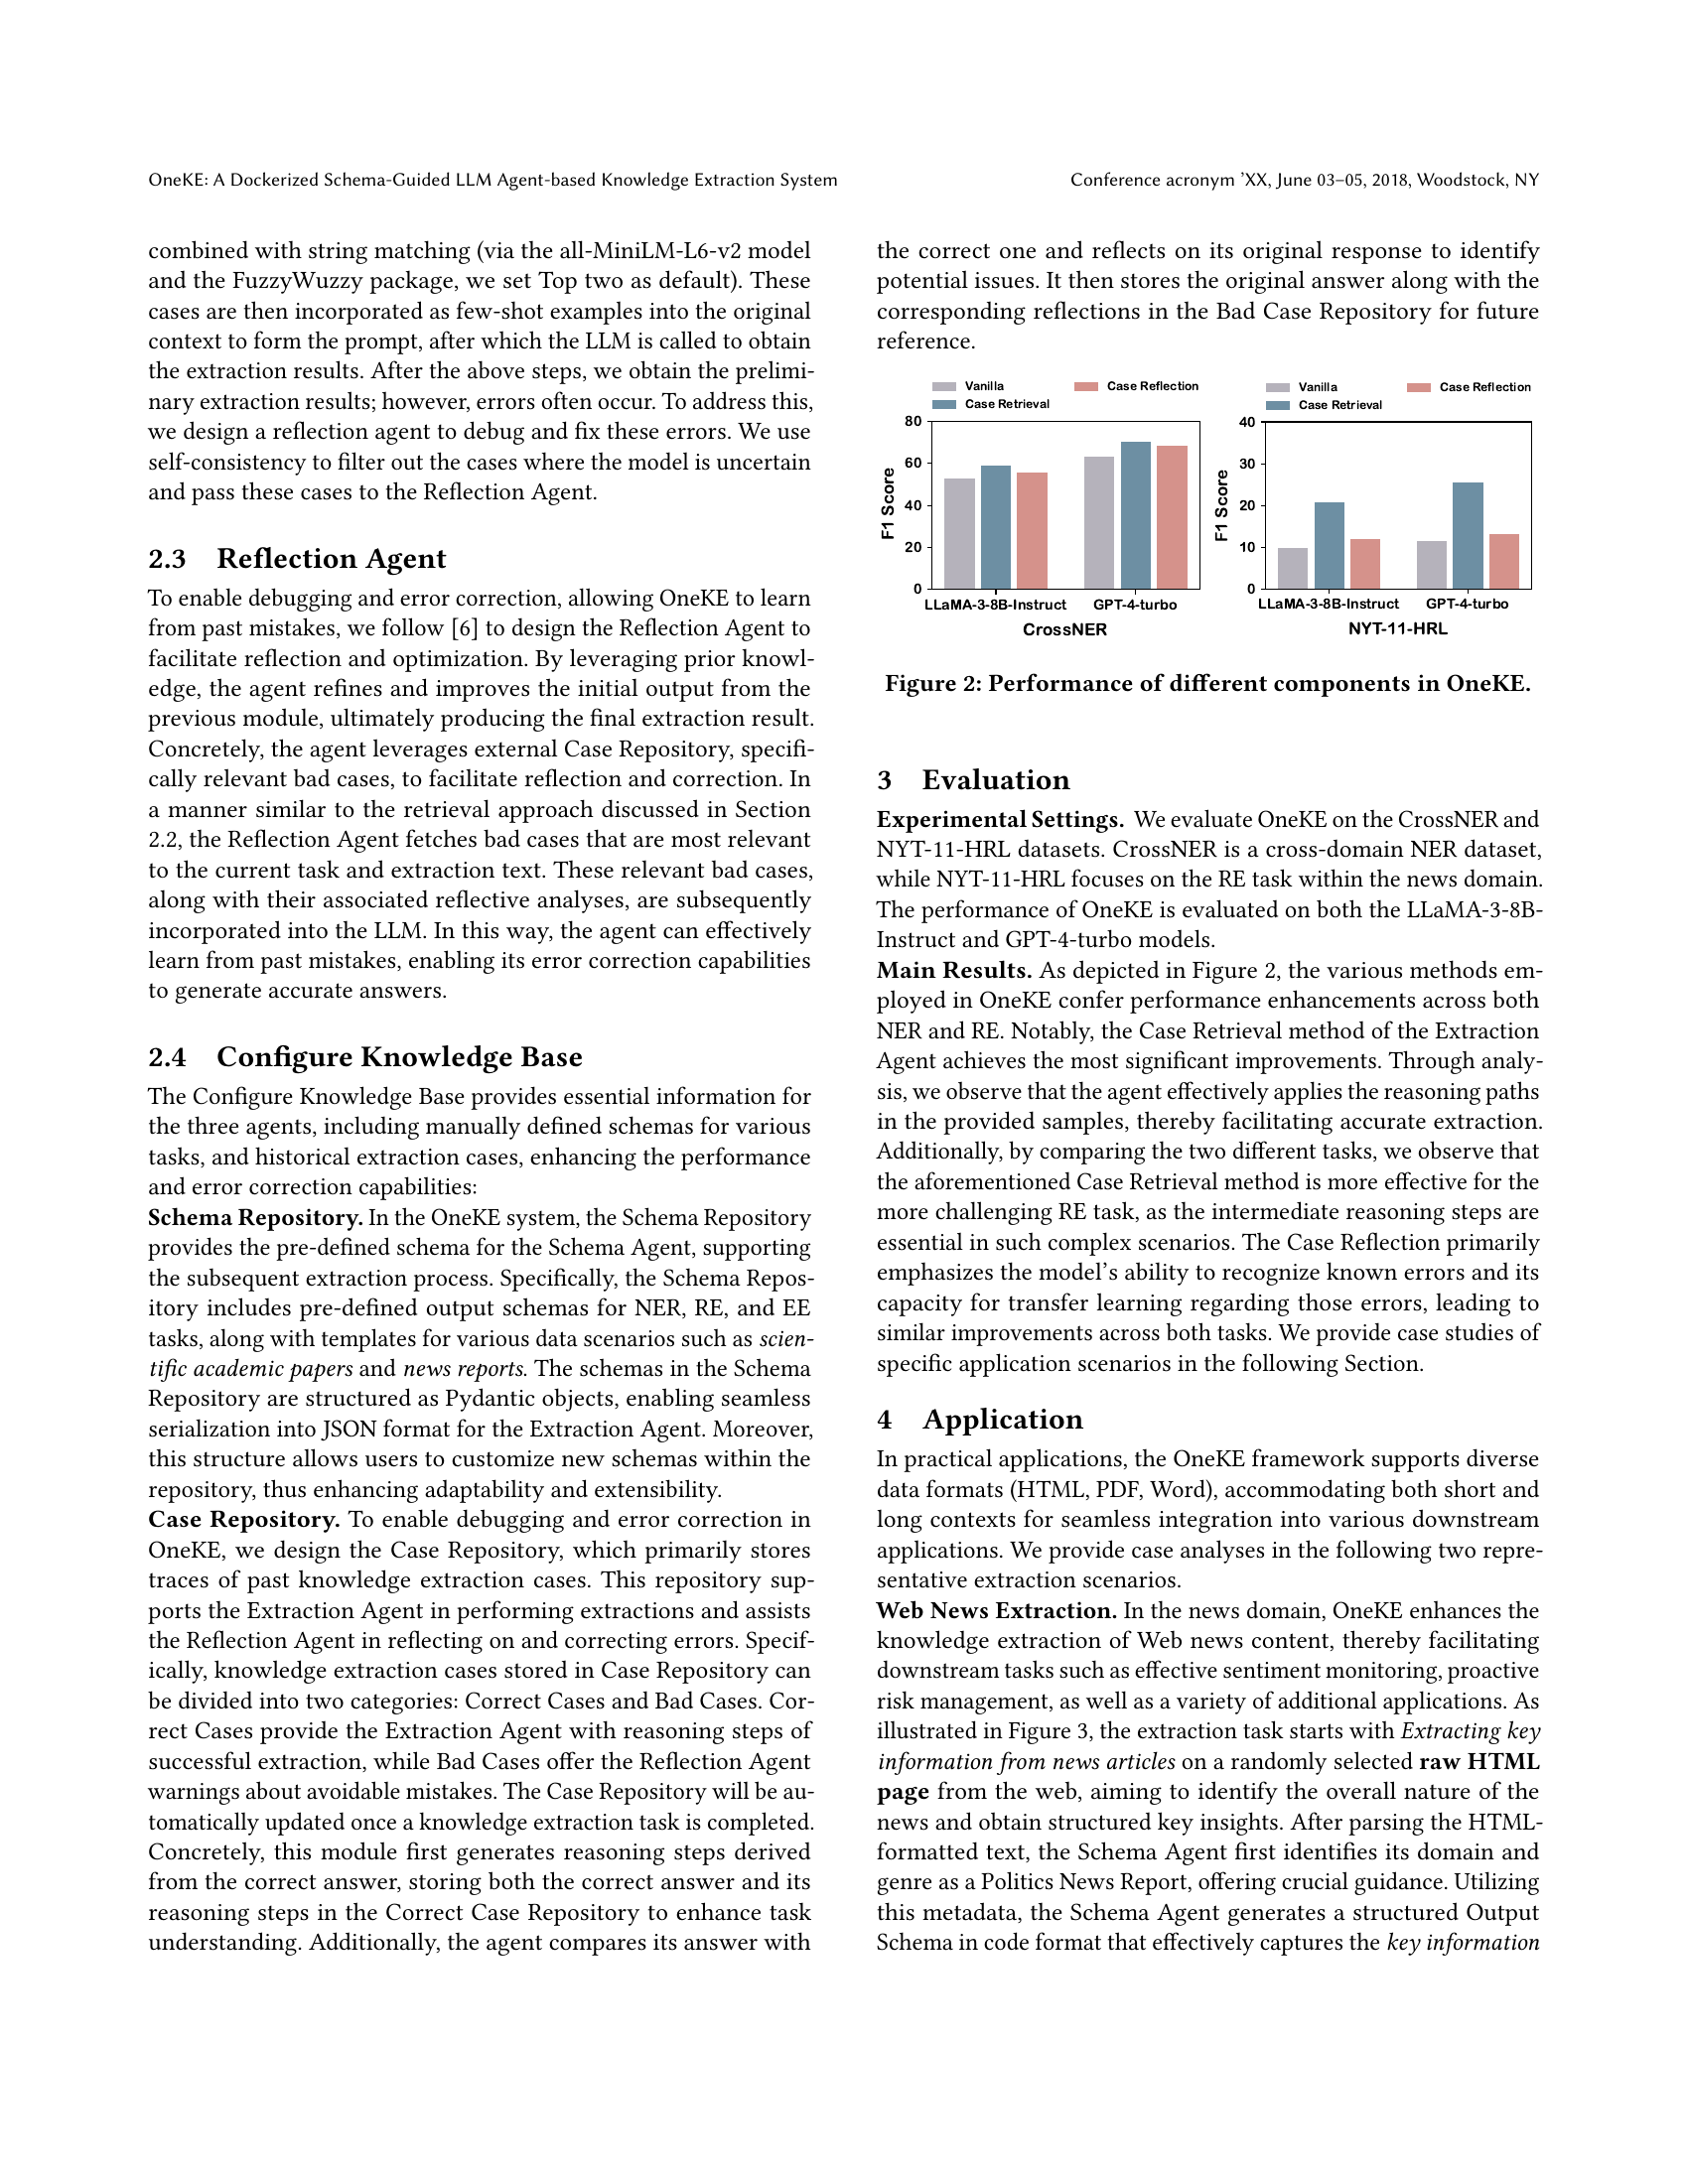 OneKE: A Dockerized Schema-Guided LLM Agent-based Knowledge Extraction System
Conference acronym ’XX, June 03–05, 2018, Woodstock, NY
combined with string matching (via the all-MiniLM-L6-v2 model
and the FuzzyWuzzy package, we set Top two as default). These
cases are then incorporated as few-shot examples into the original
context to form the prompt, after which the LLM is called to obtain
the extraction results. After the above steps, we obtain the prelimi-
nary extraction results; however, errors often occur. To address this,
we design a reflection agent to debug and fix these errors. We use
self-consistency to filter out the cases where the model is uncertain
and pass these cases to the Reflection Agent.
2.3 Reflection Agent
To enable debugging and error correction, allowing OneKE to learn
from past mistakes, we follow [6] to design the Reflection Agent to
facilitate reflection and optimization. By leveraging prior knowl-
edge, the agent refines and improves the initial output from the
previous module, ultimately producing the final extraction result.
Concretely, the agent leverages external Case Repository, specifi-
cally relevant bad cases, to facilitate reflection and correction. In
a manner similar to the retrieval approach discussed in Section
2.2, the Reflection Agent fetches bad cases that are most relevant
to the current task and extraction text. These relevant bad cases,
along with their associated reflective analyses, are subsequently
incorporated into the LLM. In this way, the agent can effectively
learn from past mistakes, enabling its error correction capabilities
to generate accurate answers.
2.4 Configure Knowledge Base
The Configure Knowledge Base provides essential information for
the three agents, including manually defined schemas for various
tasks, and historical extraction cases, enhancing the performance
and error correction capabilities:
Schema Repository. In the OneKE system, the Schema Repository
provides the pre-defined schema for the Schema Agent, supporting
the subsequent extraction process. Specifically, the Schema Repos-
itory includes pre-defined output schemas for NER, RE, and EE
tasks, along with templates for various data scenarios such as scien-
tific academic papers and news reports. The schemas in the Schema
Repository are structured as Pydantic objects, enabling seamless
serialization into JSON format for the Extraction Agent. Moreover,
this structure allows users to customize new schemas within the
repository, thus enhancing adaptability and extensibility.
Case Repository. To enable debugging and error correction in
OneKE, we design the Case Repository, which primarily stores
traces of past knowledge extraction cases. This repository sup-
ports the Extraction Agent in performing extractions and assists
the Reflection Agent in reflecting on and correcting errors. Specif-
ically, knowledge extraction cases stored in Case Repository can
be divided into two categories: Correct Cases and Bad Cases. Cor-
rect Cases provide the Extraction Agent with reasoning steps of
successful extraction, while Bad Cases offer the Reflection Agent
warnings about avoidable mistakes. The Case Repository will be au-
tomatically updated once a knowledge extraction task is completed.
Concretely, this module first generates reasoning steps derived
from the correct answer, storing both the correct answer and its
reasoning steps in the Correct Case Repository to enhance task
understanding. Additionally, the agent compares its answer with
the correct one and reflects on its original response to identify
potential issues. It then stores the original answer along with the
corresponding reflections in the Bad Case Repository for future
reference.
Vanilla Case Reflection
Case Retrieval
80
60
40
20
0
F1 Score
LLaMA-3-8B-Instruct GPT-4-turbo
CrossNER
Vanilla Case Reflection
Case Retrieval
40
30
20
10
0
F1 Score
LLaMA-3-8B-Instruct GPT-4-turbo
NYT-11-HRL
Figure 2: Performance of different components in OneKE.
3 Evaluation
Experimental Settings. We evaluate OneKE on the CrossNER and
NYT-11-HRL datasets. CrossNER is a cross-domain NER dataset,
while NYT-11-HRL focuses on the RE task within the news domain.
The performance of OneKE is evaluated on both the LLaMA-3-8B-
Instruct and GPT-4-turbo models.
Main Results. As depicted in Figure 2, the various methods em-
ployed in OneKE confer performance enhancements across both
NER and RE. Notably, the Case Retrieval method of the Extraction
Agent achieves the most significant improvements. Through analy-
sis, we observe that the agent effectively applies the reasoning paths
in the provided samples, thereby facilitating accurate extraction.
Additionally, by comparing the two different tasks, we observe that
the aforementioned Case Retrieval method is more effective for the
more challenging RE task, as the intermediate reasoning steps are
essential in such complex scenarios. The Case Reflection primarily
emphasizes the model’s ability to recognize known errors and its
capacity for transfer learning regarding those errors, leading to
similar improvements across both tasks. We provide case studies of
specific application scenarios in the following Section.
4 Application
In practical applications, the OneKE framework supports diverse
data formats (HTML, PDF, Word), accommodating both short and
long contexts for seamless integration into various downstream
applications. We provide case analyses in the following two repre-
sentative extraction scenarios.
Web News Extraction. In the news domain, OneKE enhances the
knowledge extraction of Web news content, thereby facilitating
downstream tasks such as effective sentiment monitoring, proactive
risk management, as well as a variety of additional applications. As
illustrated in Figure 3, the extraction task starts with Extracting key
information from news articles on a randomly selected raw HTML
page from the web, aiming to identify the overall nature of the
news and obtain structured key insights. After parsing the HTML-
formatted text, the Schema Agent first identifies its domain and
genre as a Politics News Report, offering crucial guidance. Utilizing
this metadata, the Schema Agent generates a structured Output
Schema in code format that effectively captures the key information